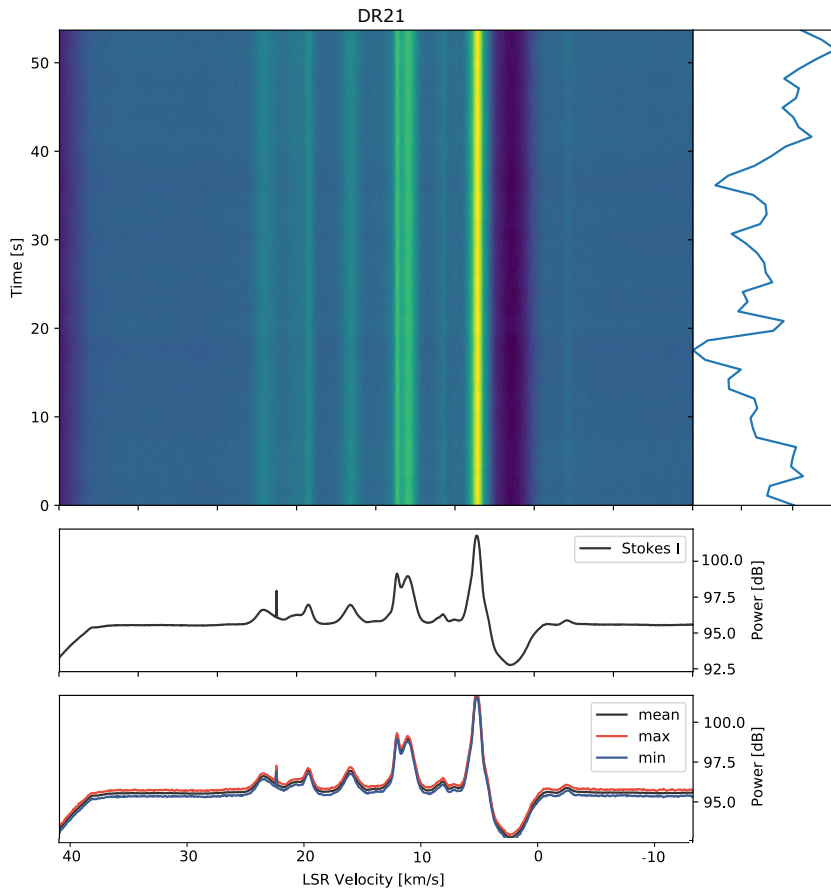 DR21
50
40
30
20
10
0
Time [s]
Stokes I
100.0
97.5
95.0
92.5
Power [dB]
mean
max
min
100.0
97.5
95.0
Power [dB]
40 30 20 10 0 -10
LSR Velocity [km/s]